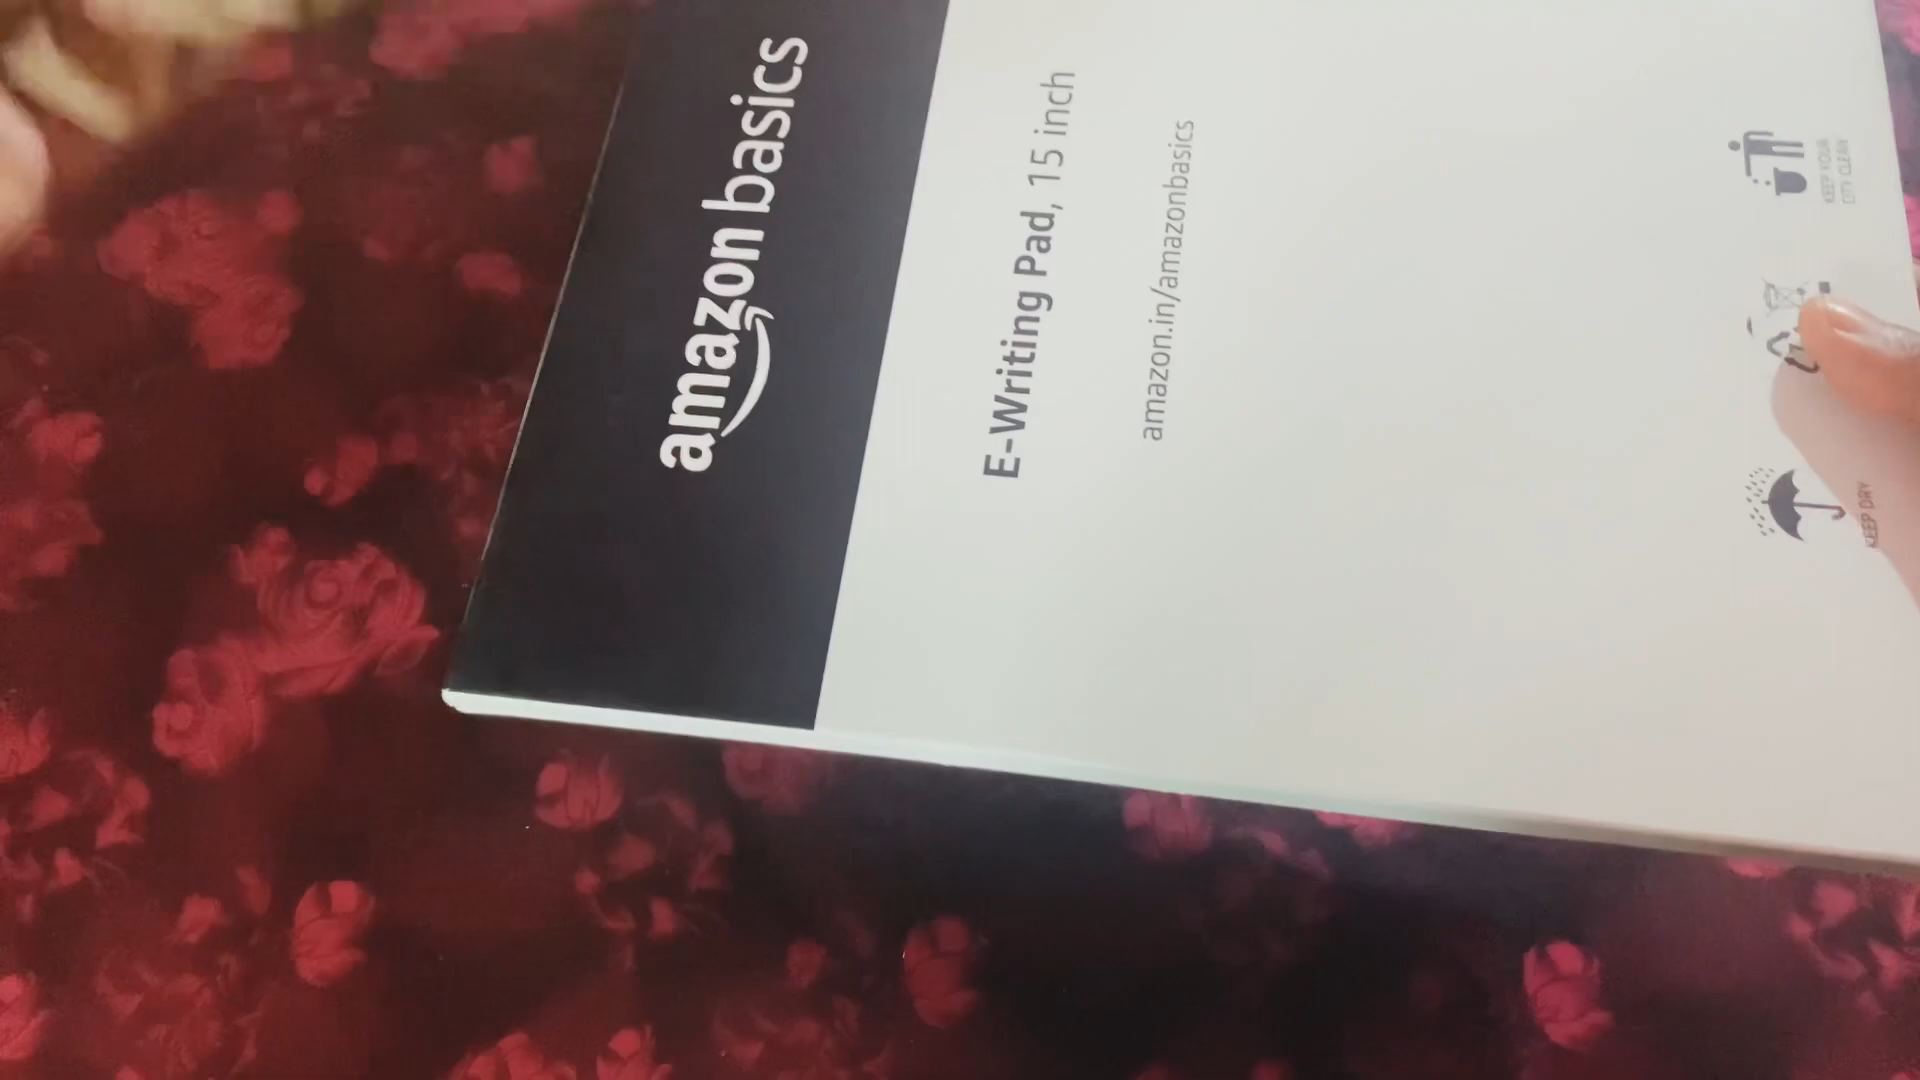 amazon basics
E-Writing Pad, 15 inch
amazon.in/amazonbasics
KEEP DRY
KEEP YOUR
CITY CLEAN